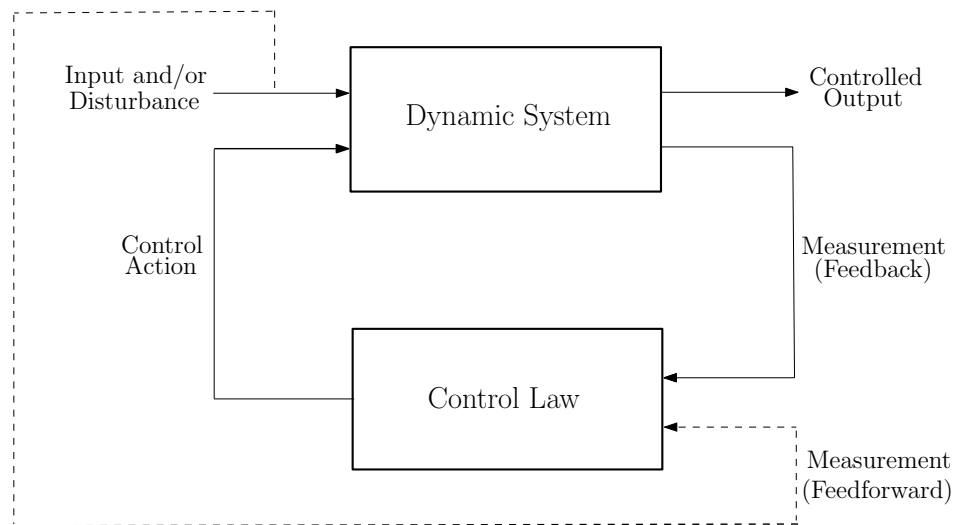 Input and/or
Disturbance
Dynamic System
Controlled
Output
Control
Action
Measurement
(Feedback)
Control Law
Measurement
(Feedforward)